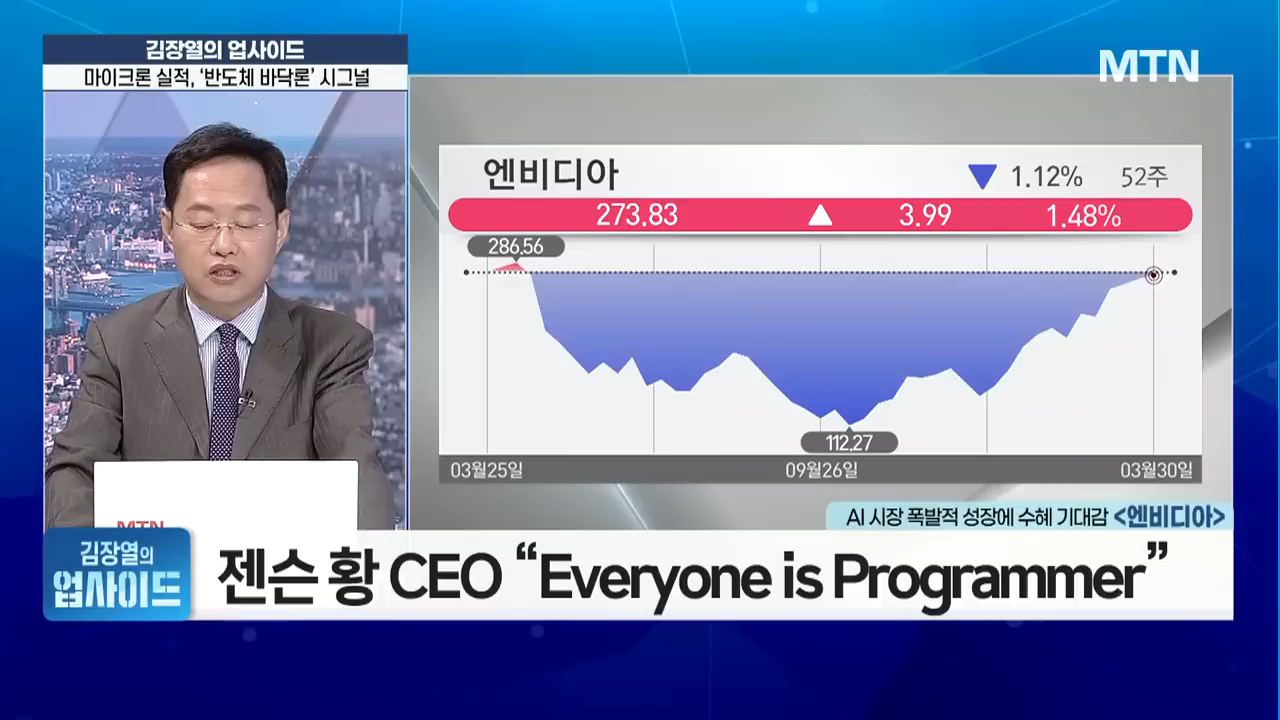 김장열의 업사이드
마이크론 실적, ‘반도체 바닥론’ 시그널
MTN
엔비디아
▼ 1.12% 52주
273.83 ▲ 3.99 1.48%
286.56
112.27
03월25일 09월26일 03월30일
AI 시장 폭발적 성장에 수혜 기대감 <엔비디아>
MTN
김장열의
업사이드
젠슨 황 CEO “Everyone is Programmer”